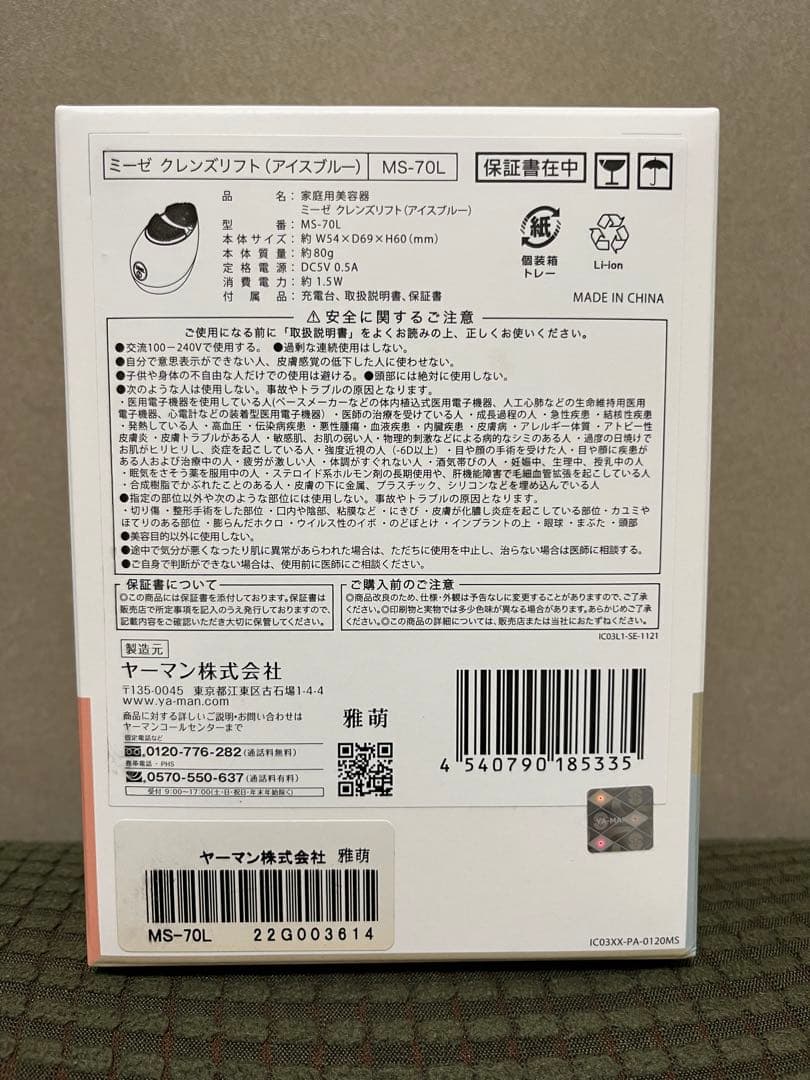 ミーゼ クレンズリフト（アイスブルー） MS-70L 保証書在中
品名：家庭用美容器
ミーゼ クレンズリフト（アイスブルー）
型番：MS-70L
本体サイズ：約 W54×D69×H60（mm）
本体質量：約80g
定格電源：DC5V 0.5A
消費電力：約 1.5W
付属品：充電台、取扱説明書、保証書
紙
個装箱
トレー
Li-ion
MADE IN CHINA
⚠安全に関するご注意
ご使用になる前に「取扱説明書」をよくお読みの上、正しくお使いください。
●交流100－240Vで使用する。 ●過剰な連続使用はしない。
●自分で意思表示ができない人、皮膚感覚の低下した人に使わせない。
●子供や身体の不自由な人だけでの使用は避ける。●頭部には絶対に使用しない。
●次のような人は使用しない。事故やトラブルの原因となります。
・医用電子機器を使用している人(ペースメーカーなどの体内植込式医用電子機器、人工心肺などの生命維持用医用
電子機器、心電計などの装着型医用電子機器）・医師の治療を受けている人・成長過程の人・急性疾患・結核性疾患
・発熱している人・高血圧・伝染病疾患・悪性腫瘍・血液疾患・内臓疾患・皮膚病・アレルギー体質・アトピー性
皮膚炎・皮膚トラブルがある人・敏感肌、お肌の弱い人・物理的刺激などによる病的なシミのある人・過度の日焼けで
お肌がヒリヒリし、炎症を起こしている人・強度近視の人（-6D以上）・目や顔の手術を受けた人・目や顔に疾患が
ある人および治療中の人・疲労が激しい人・体調がすぐれない人・酒気帯びの人・妊娠中、生理中、授乳中の人
・眠気をさそう薬を服用中の人・ステロイド系ホルモン剤の長期使用や、肝機能障害で毛細血管拡張を起こしている人
・合成樹脂でかぶれたことのある人・皮膚の下に金属、プラスチック、シリコンなどを埋め込んでいる人
●指定の部位以外や次のような部位には使用しない。事故やトラブルの原因となります。
・切り傷・整形手術をした部位・口内や陰部、粘膜など・にきび・皮膚が化膿し炎症を起こしている部位・カユミや
ほてりのある部位・膨らんだホクロ・ウイルス性のイボ・のどぼとけ・インプラントの上・眼球・まぶた・頭部
●美容目的以外に使用しない。
●途中で気分が悪くなったり肌に異常があらわれた場合は、ただちに使用を中止し、治らない場合は医師に相談する。
●ご自身で判断ができない場合は、使用前に医師にご相談ください。
保証書について
◎この商品には保証書を添付しております。保証書は
販売店で所定事項を記入のうえ発行しておりますので、
記載内容をご確認いただき大切に保管してください。
ご購入前のご注意
◎商品改良のため、仕様・外観は予告なしに変更することがありますので、ご了承
ください。◎印刷物と実物では多少色味が異なる場合があります。あらかじめご了承
ください。◎この商品の詳細については、販売店または当社におたずねください。
IC03L1-SE-1121
製造元
ヤーマン株式会社
〒135-0045 東京都江東区古石場1-4-4
www.ya-man.com
商品に対する詳しいご説明・お問い合わせは
ヤーマンコールセンターまで
固定電話など
0120-776-282（通話料無料）
携帯電話・PHS
0570-550-637（通話料有料）
受付 9:00～17:00(土・日・祝日・年末年始除く)
雅萌
4 540790 185335
YA-MAN
ヤーマン株式会社 雅萌
MS-70L 22G003614
IC03XX-PA-0120MS